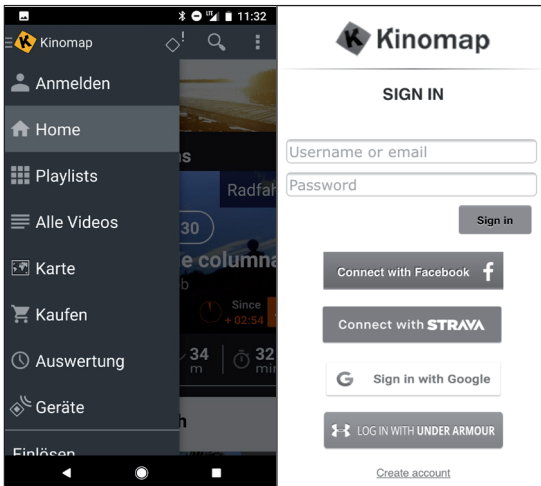 11:32
Kinomap
Anmelden
Home
Playlists
Alle Videos
Karte
Kaufen
Auswertung
Geräte
Einlösen
Radfah
30
e columna
Since
+ 02:54
34
m
32
min
Kinomap
SIGN IN
Username or email
Password
Sign in
Connect with Facebook f
Connect with STRAVA
G Sign in with Google
LOG IN WITH UNDER ARMOUR
Create account